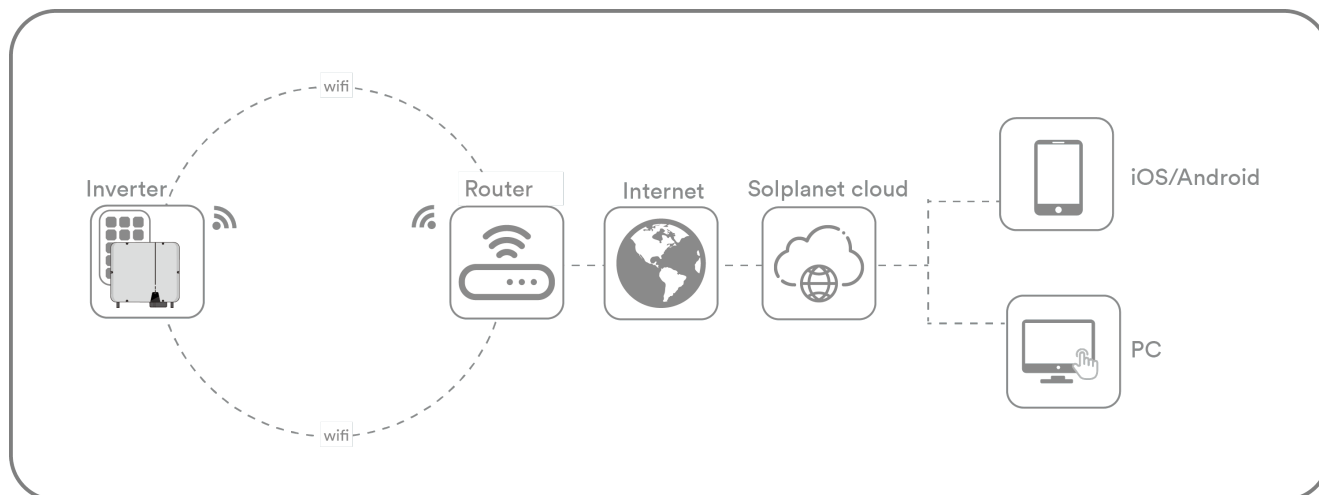 wifi
Inverter
Router
Internet
Solplanet cloud
iOS/Android
PC
wifi